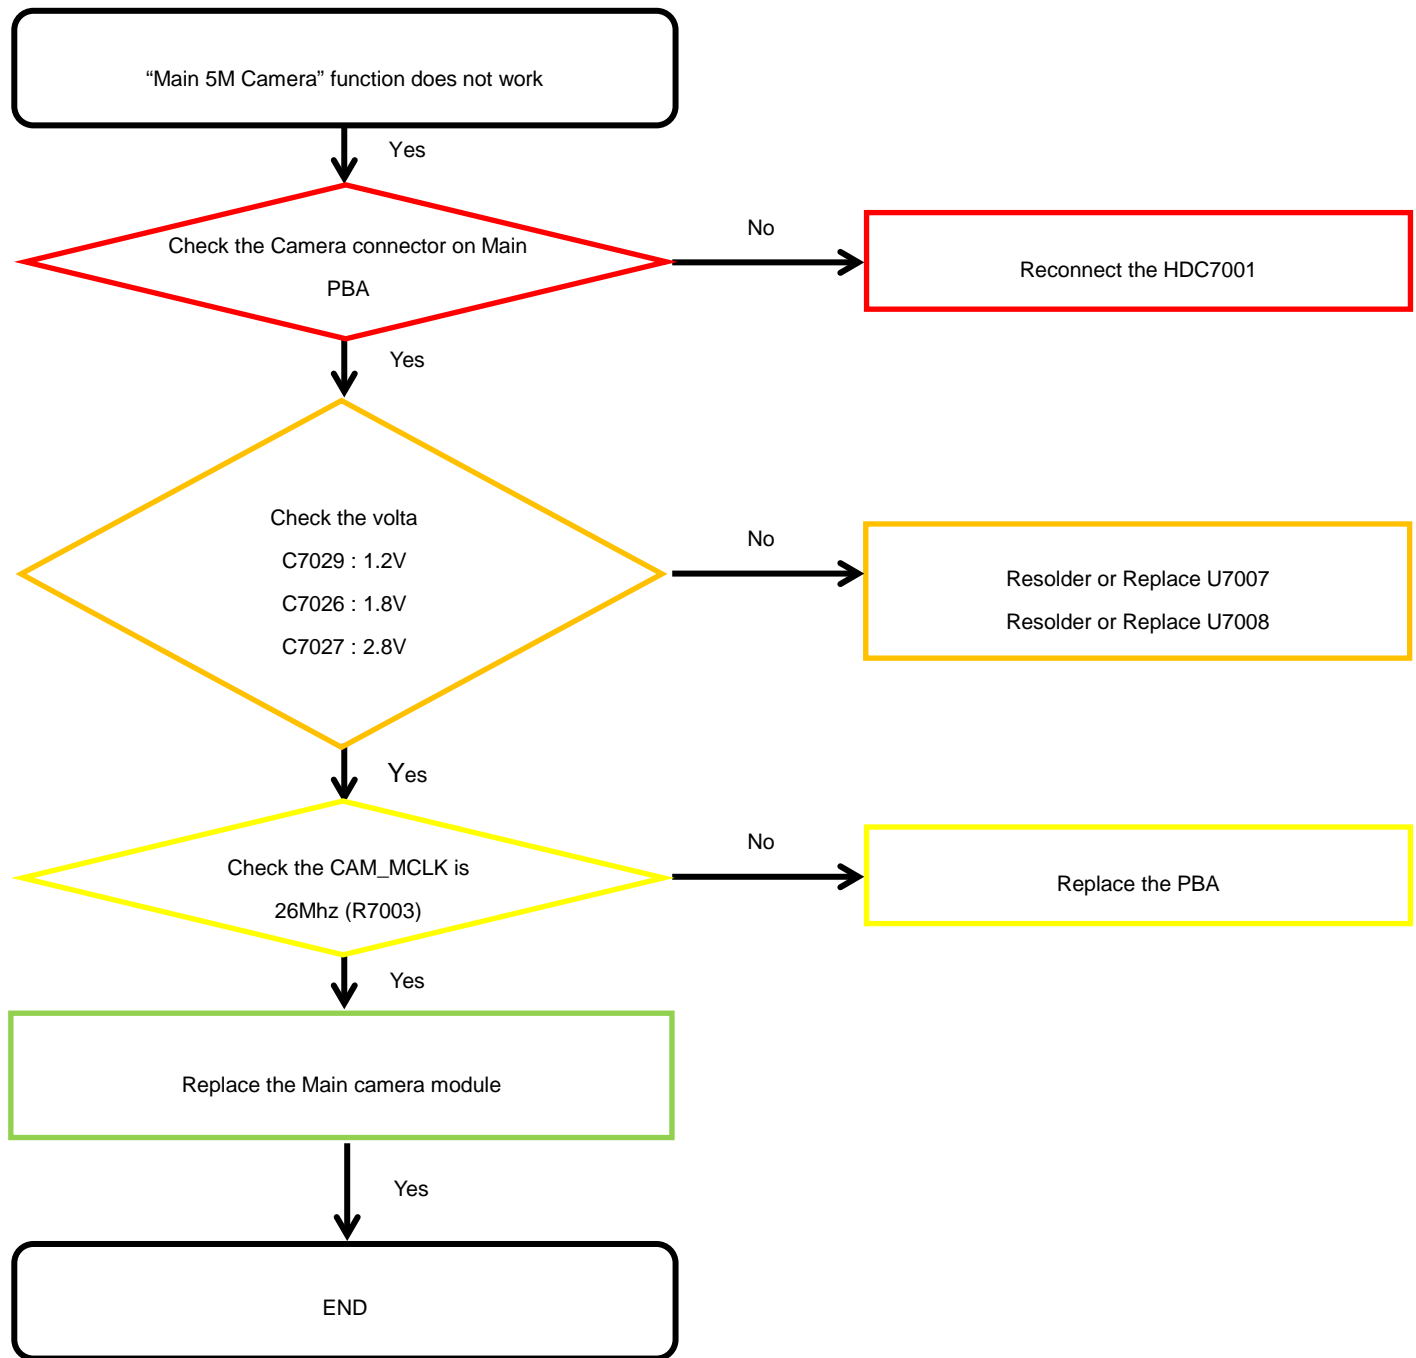 “Main 5M Camera” function does not work
Yes
Check the Camera connector on Main
PBA
No
Reconnect the HDC7001
Yes
Check the volta
C7029 : 1.2V
C7026 : 1.8V
C7027 : 2.8V
No
Resolder or Replace U7007
Resolder or Replace U7008
Yes
Check the CAM_MCLK is
26Mhz (R7003)
No
Replace the PBA
Yes
Replace the Main camera module
Yes
END